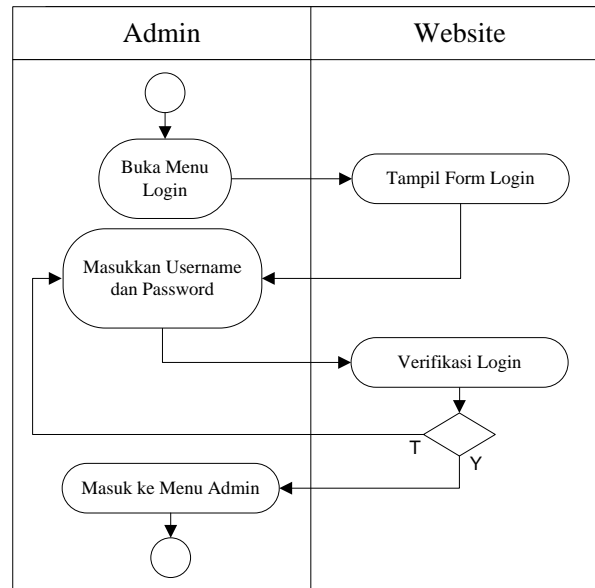 Admin
Website
Buka Menu
Login
Tampil Form Login
Masukkan Username
dan Password
Verifikasi Login
T
Y
Masuk ke Menu Admin